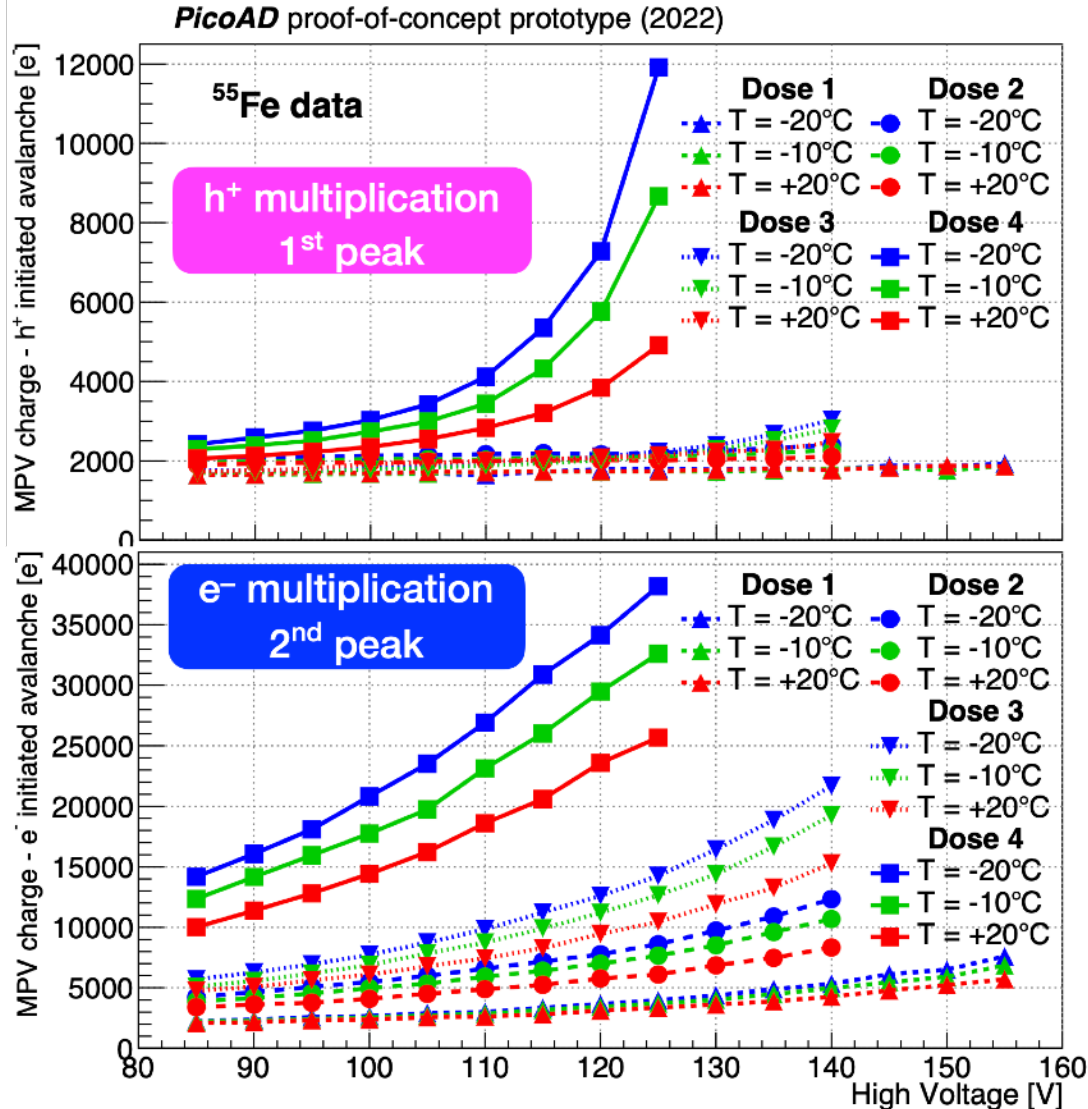 PicoAD proof-of-concept prototype (2022)
MPV charge - h⁺ initiated avalanche [e⁻]
12000
10000
8000
6000
4000
2000
0
⁵⁵Fe data
h⁺ multiplication
1ˢᵗ peak
Dose 1 Dose 2
T = -20°C T = -20°C
T = -10°C T = -10°C
T = +20°C T = +20°C
Dose 3 Dose 4
T = -20°C T = -20°C
T = -10°C T = -10°C
T = +20°C T = +20°C
MPV charge - e⁻ initiated avalanche [e⁻]
40000
35000
30000
25000
20000
15000
10000
5000
0
e⁻ multiplication
2ⁿᵈ peak
Dose 1 Dose 2
T = -20°C T = -20°C
T = -10°C T = -10°C
T = +20°C T = +20°C
Dose 3
T = -20°C
T = -10°C
T = +20°C
Dose 4
T = -20°C
T = -10°C
T = +20°C
80 90 100 110 120 130 140 150 160
High Voltage [V]